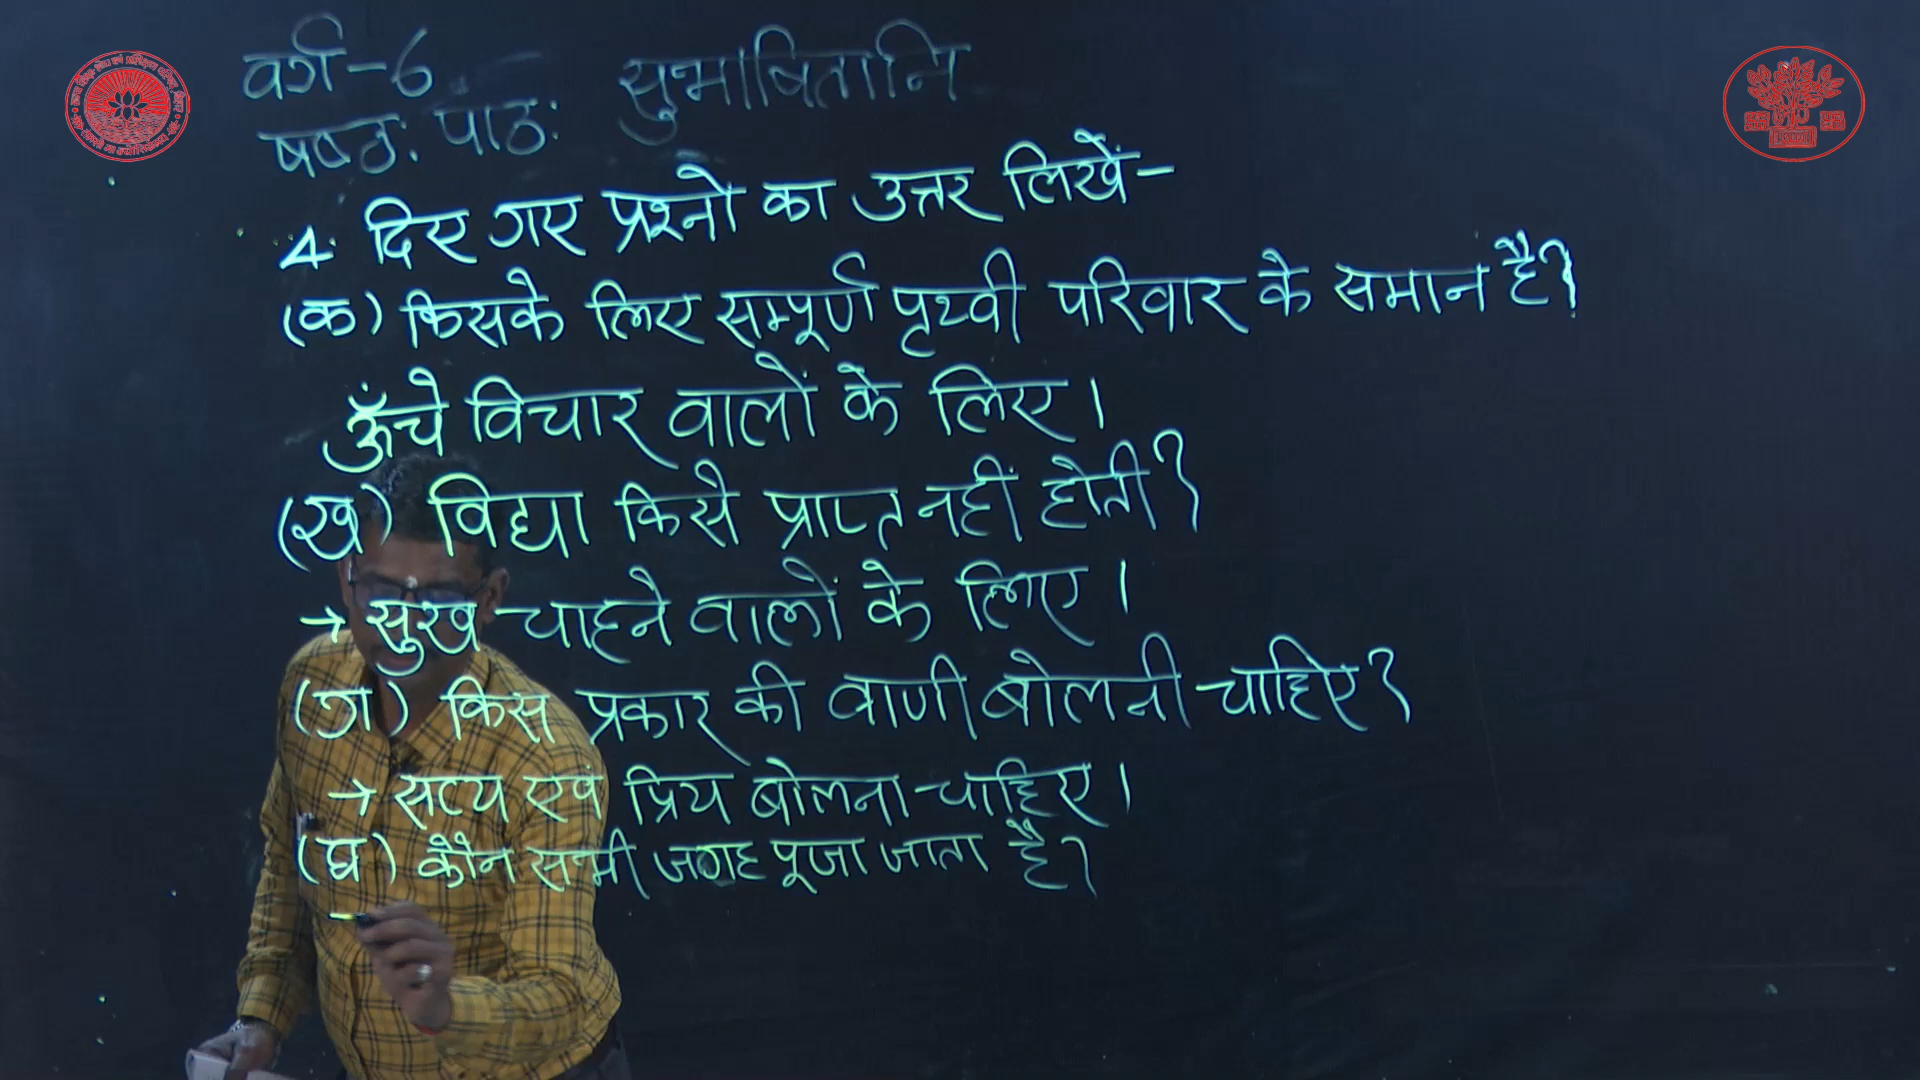 वर्ग-6
षष्ठ: पाठ: सुभाषितानि
4. दिए गए प्रश्नों का उत्तर लिखें-
(क) किसके लिए सम्पूर्ण पृथ्वी परिवार के समान है?
ऊँचे विचार वालों के लिए।
(ख) विद्या किसे प्राप्त नहीं होती?
→ सुख चाहने वालों के लिए।
(ग) किस प्रकार की वाणी बोलनी चाहिए?
→ सत्य एवं प्रिय बोलना चाहिए।
(घ) कौन सभी जगह पूजा जाता है?